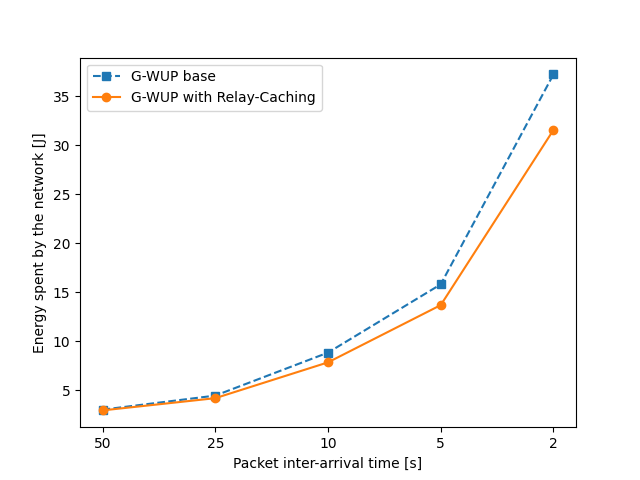 G-WUP base
G-WUP with Relay-Caching
Energy spent by the network [J]
35
30
25
20
15
10
5
50 25 10 5 2
Packet inter-arrival time [s]